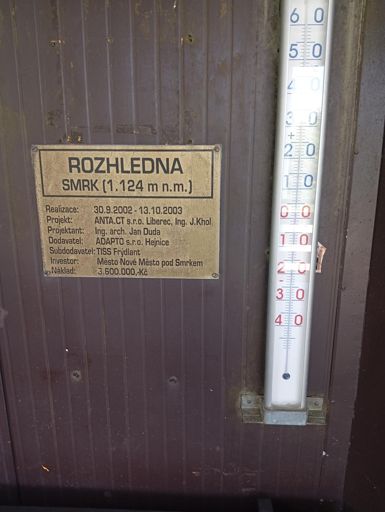 ROZHLEDNA
SMRK (1.124 m n.m.)
Realizace: 30.9.2002 - 13.10.2003
Projekt: ANTA.CT s.r.o. Liberec, Ing. J.Khol
Projektant: Ing. arch. Jan Duda
Dodavatel: ADAPTO s.r.o. Hejnice
Subdodavatel: TISS Frýdlant
Investor: Město Nové Město pod Smrkem
Náklad: 3.600.000,-Kč
60
50
40
30
+
20
10
0 0
10
20
30
40